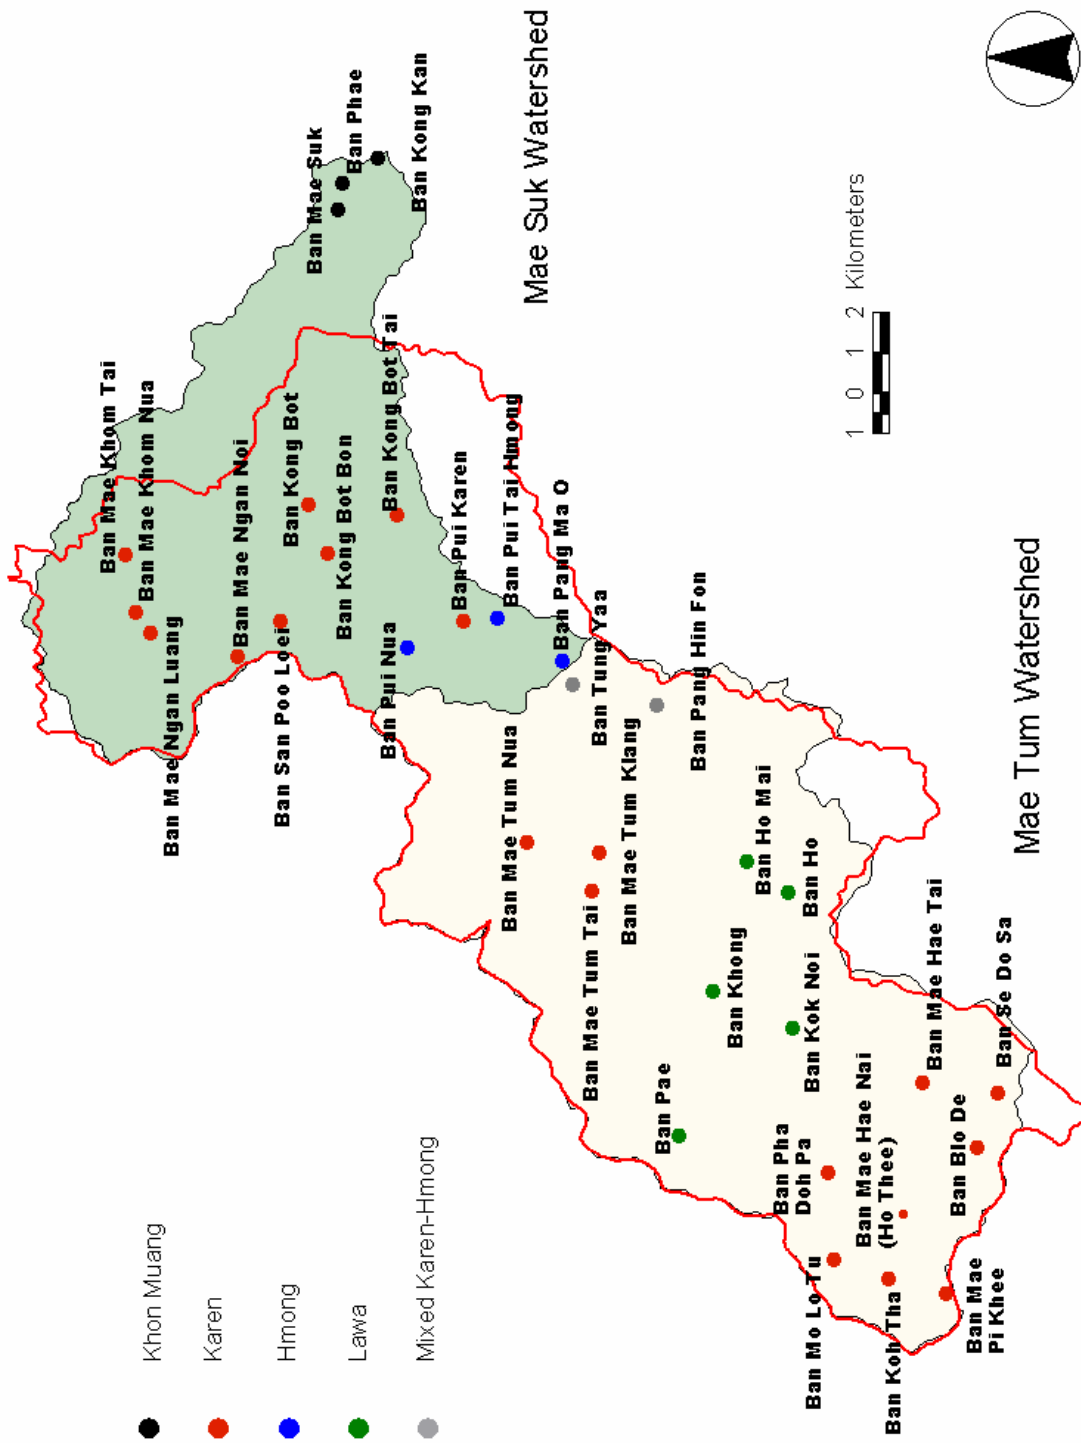 Khon Muang
Karen
Hmong
Lawa
Mixed Karen-Hmong
Ban Mae Khom Tai
Ban Mae Khom Nua
Ban Mae Ngan Luang
Ban Mae Ngan Noi
Ban San Poo Loei
Ban Kong Bot
Ban Kong Bot Bon
Ban Kong Bot Tai
Ban Mae Suk
Ban Phae
Ban Kong Kan
Ban Pui Nua
Ban Pui Karen
Ban Pui Tai Hmong
Ban Pang Ma O
Ban Tung Yaa
Ban Pang Hin Fon
Mae Suk Watershed
Ban Mae Tum Nua
Ban Mae Tum Klang
Ban Mae Tum Tai
Ban Ho Mai
Ban Ho
Ban Khong
Ban Kok Noi
Ban Pae
Ban Pha
Doh Pa
Ban Mae Hae Nai
(Ho Thee)
Ban Mae Hae Tai
Ban Se Do Sa
Ban Blo De
Ban Mo Lo Tu
Ban Koh Tha
Ban Mae
Pi Khee
Mae Tum Watershed
1 0 1 2 Kilometers